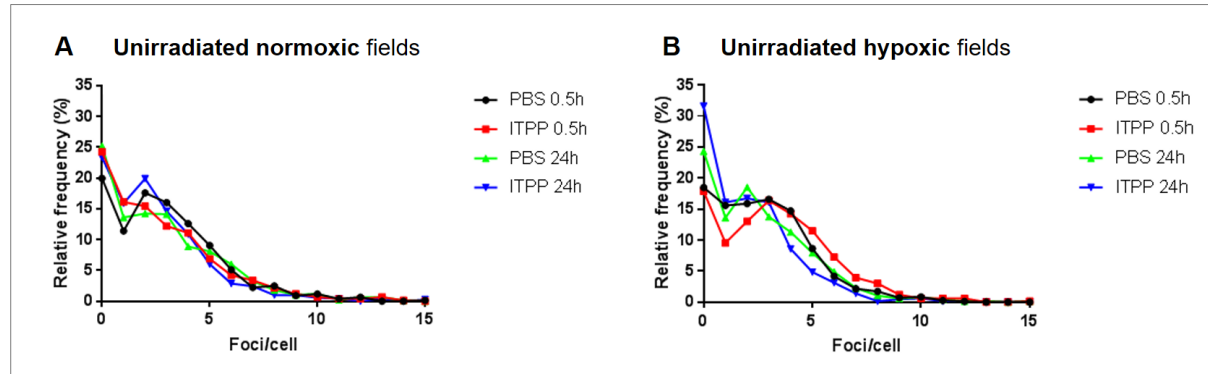 A Unirradiated normoxic fields
Relative frequency (%)
35
30
25
20
15
10
5
0
0 5 10 15
Foci/cell
PBS 0.5h
ITPP 0.5h
PBS 24h
ITPP 24h
B Unirradiated hypoxic fields
Relative frequency (%)
35
30
25
20
15
10
5
0
0 5 10 15
Foci/cell
PBS 0.5h
ITPP 0.5h
PBS 24h
ITPP 24h